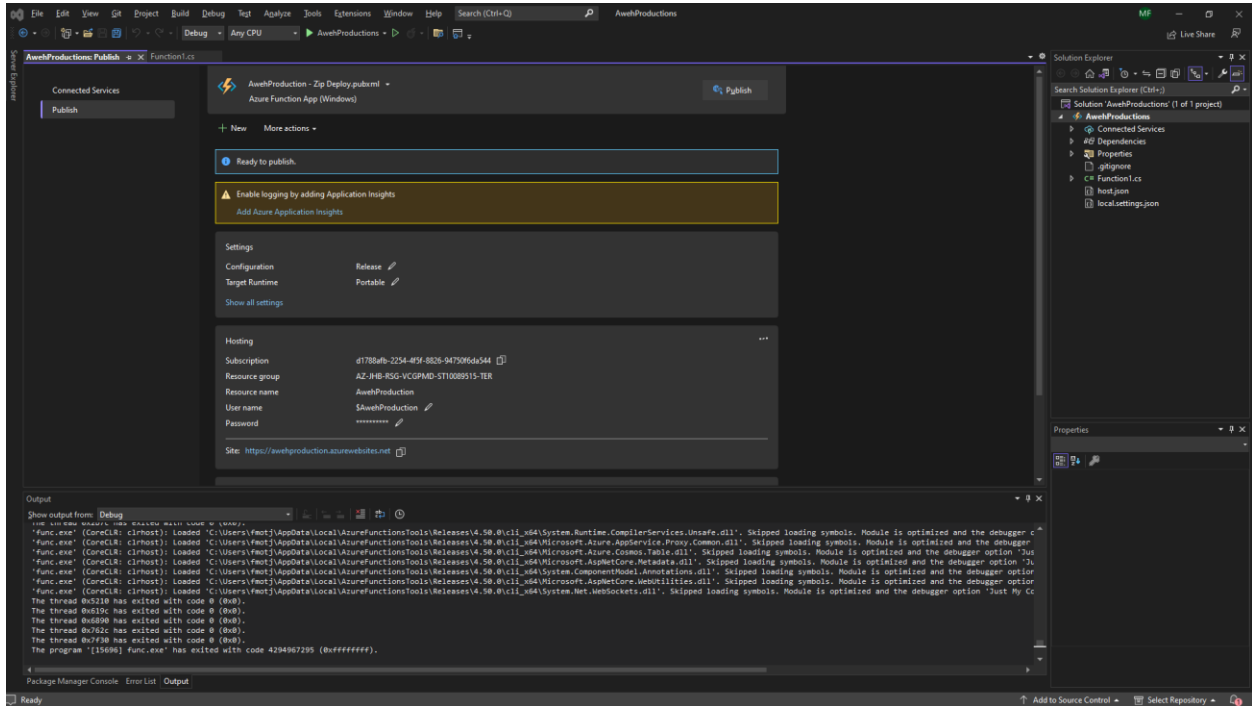 File Edit View Git Project Build Debug Test Analyze Tools Extensions Window Help Search (Ctrl+Q) AwehProductions MF
Debug Any CPU AwehProductions Live Share
Server Explorer
AwehProductions: Publish Function1.cs
Connected Services
Publish
AwehProduction - Zip Deploy.pubxml
Azure Function App (Windows)
Publish
New More actions
Ready to publish.
Enable logging by adding Application Insights
Add Azure Application Insights
Settings
Configuration Release
Target Runtime Portable
Show all settings
Hosting
Subscription d1788afb-2254-4f5f-8826-94750f6da544
Resource group AZ-JHB-RSG-VCGPMD-ST10089515-TER
Resource name AwehProduction
User name $AwehProduction
Password **********
Site: https://awehproduction.azurewebsites.net
Solution Explorer
Search Solution Explorer (Ctrl+;)
Solution 'AwehProductions' (1 of 1 project)
AwehProductions
Connected Services
Dependencies
Properties
.gitignore
C# Function1.cs
host.json
local.settings.json
Properties
Output
Show output from: Debug
'func.exe' (CoreCLR: clrhost): Loaded 'C:\Users\fmotj\AppData\Local\AzureFunctionsTools\Releases\4.50.0\cli_x64\System.Runtime.CompilerServices.Unsafe.dll'. Skipped loading symbols. Module is optimized and the debugger
'func.exe' (CoreCLR: clrhost): Loaded 'C:\Users\fmotj\AppData\Local\AzureFunctionsTools\Releases\4.50.0\cli_x64\Microsoft.Azure.AppService.Proxy.Common.dll'. Skipped loading symbols. Module is optimized and the debugger
'func.exe' (CoreCLR: clrhost): Loaded 'C:\Users\fmotj\AppData\Local\AzureFunctionsTools\Releases\4.50.0\cli_x64\Microsoft.Azure.Cosmos.Table.dll'. Skipped loading symbols. Module is optimized and the debugger option 'Jus
'func.exe' (CoreCLR: clrhost): Loaded 'C:\Users\fmotj\AppData\Local\AzureFunctionsTools\Releases\4.50.0\cli_x64\Microsoft.AspNetCore.Metadata.dll'. Skipped loading symbols. Module is optimized and the debugger option 'Ju
'func.exe' (CoreCLR: clrhost): Loaded 'C:\Users\fmotj\AppData\Local\AzureFunctionsTools\Releases\4.50.0\cli_x64\System.ComponentModel.Annotations.dll'. Skipped loading symbols. Module is optimized and the debugger option
'func.exe' (CoreCLR: clrhost): Loaded 'C:\Users\fmotj\AppData\Local\AzureFunctionsTools\Releases\4.50.0\cli_x64\Microsoft.AspNetCore.WebUtilities.dll'. Skipped loading symbols. Module is optimized and the debugger option
'func.exe' (CoreCLR: clrhost): Loaded 'C:\Users\fmotj\AppData\Local\AzureFunctionsTools\Releases\4.50.0\cli_x64\System.Net.WebSockets.dll'. Skipped loading symbols. Module is optimized and the debugger option 'Just My Co
The thread 0x5210 has exited with code 0 (0x0).
The thread 0x619c has exited with code 0 (0x0).
The thread 0x6890 has exited with code 0 (0x0).
The thread 0x762c has exited with code 0 (0x0).
The thread 0x7f30 has exited with code 0 (0x0).
The program '[15696] func.exe' has exited with code 4294967295 (0xffffffff).
Package Manager Console Error List Output
Ready Add to Source Control Select Repository